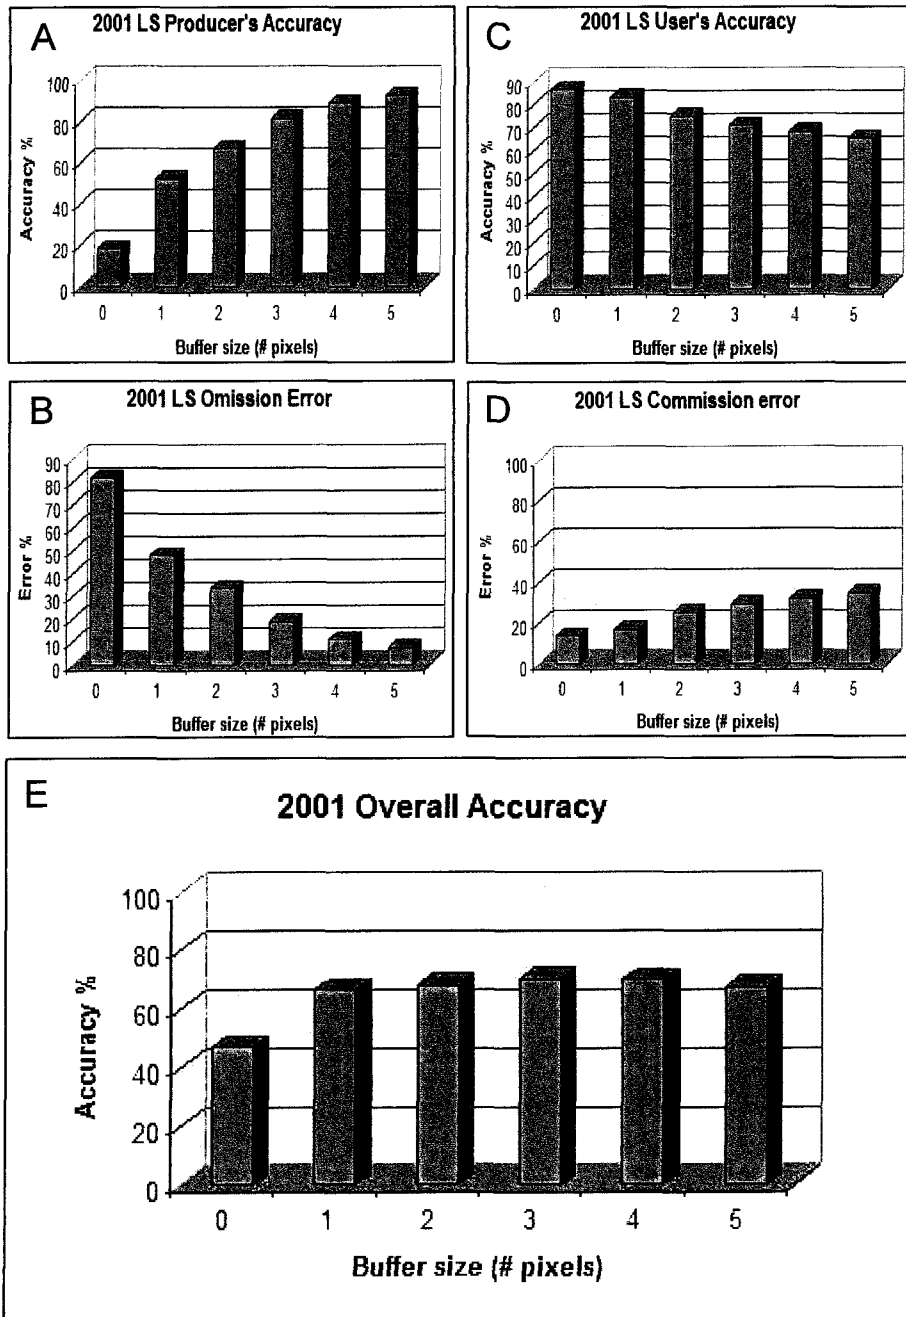 A
2001 LS Producer's Accuracy
Accuracy %
100
80
60
40
20
0
0 1 2 3 4 5
Buffer size (# pixels)
C
2001 LS User's Accuracy
Accuracy %
90
80
70
60
50
40
30
20
10
0
0 1 2 3 4 5
Buffer size (# pixels)
B
2001 LS Omission Error
Error %
90
80
70
60
50
40
30
20
10
0
0 1 2 3 4 5
Buffer size (# pixels)
D
2001 LS Commission error
Error %
100
80
60
40
20
0
0 1 2 3 4 5
Buffer size (# pixels)
E
2001 Overall Accuracy
Accuracy %
100
80
60
40
20
0
0 1 2 3 4 5
Buffer size (# pixels)